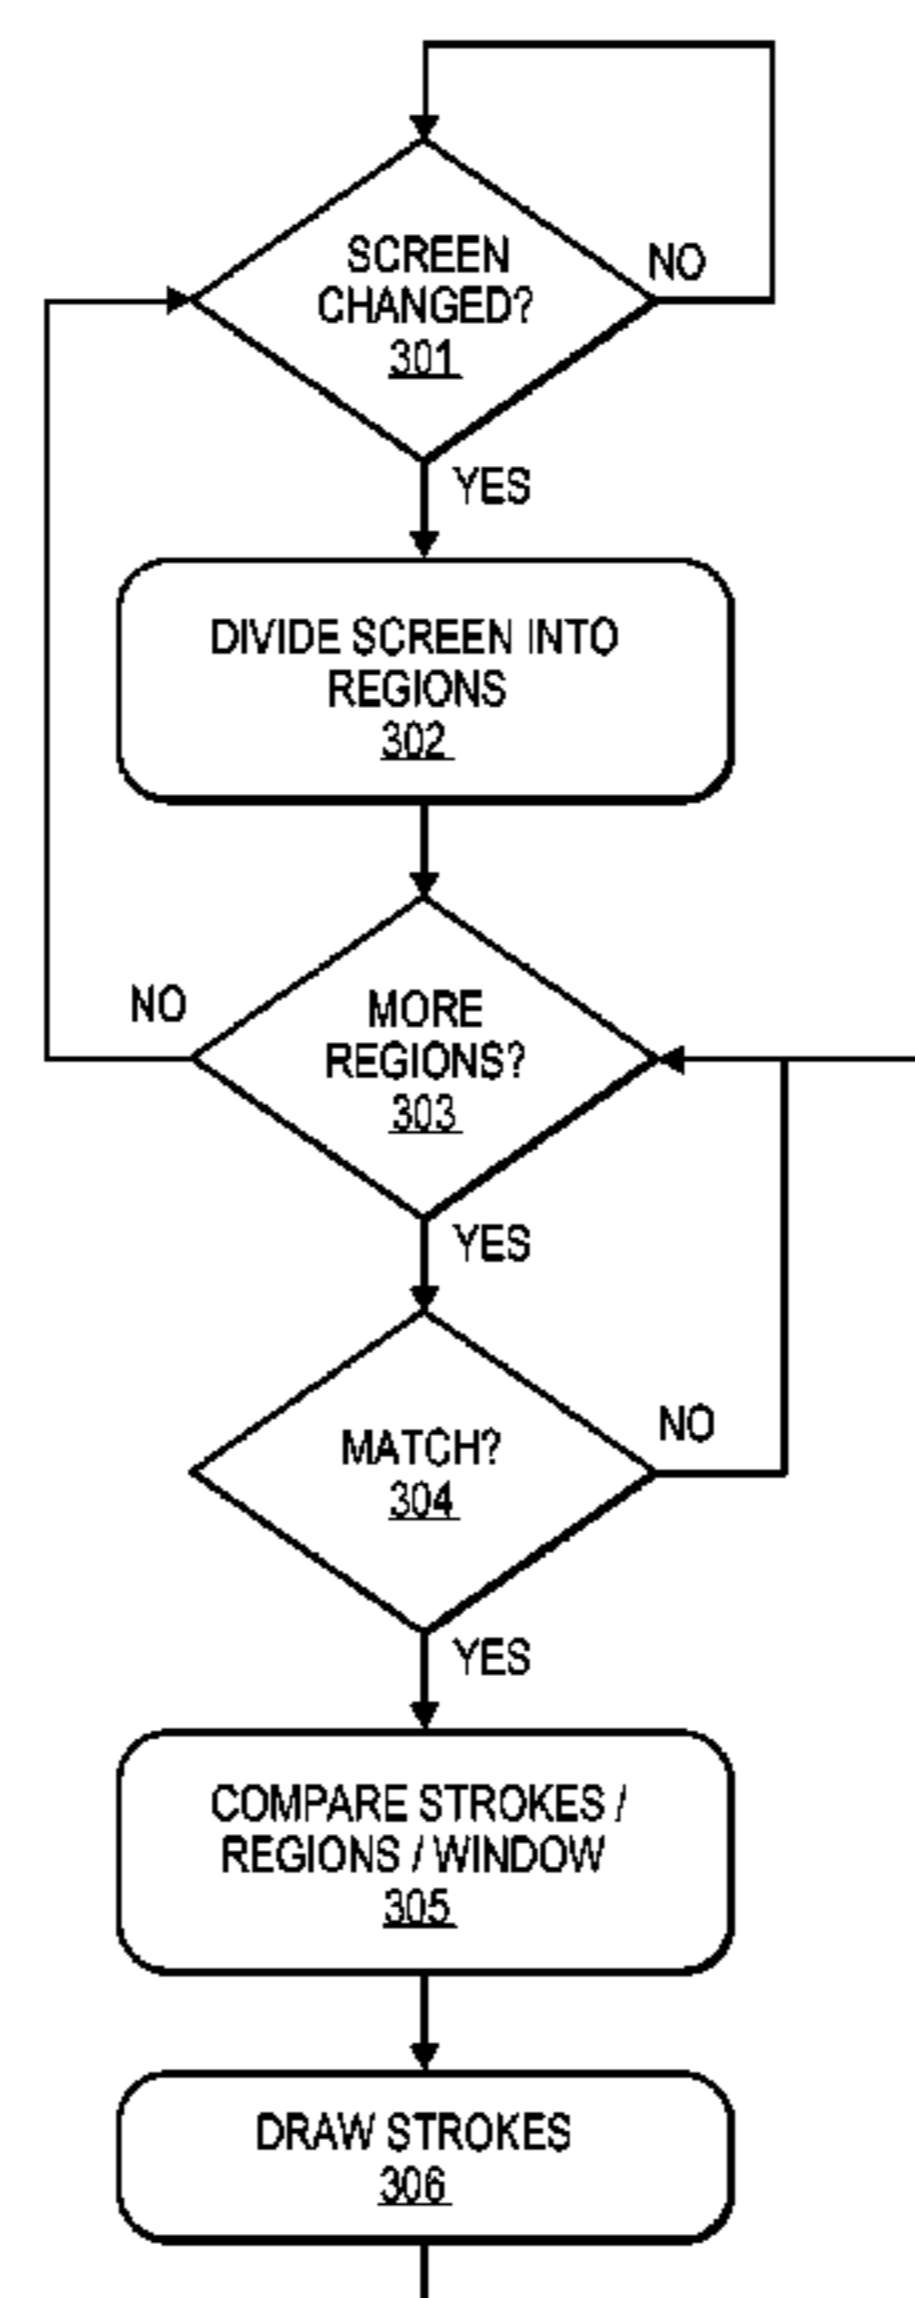 SCREEN
CHANGED?
301
NO
YES
DIVIDE SCREEN INTO
REGIONS
302
NO
MORE
REGIONS?
303
YES
MATCH?
304
NO
YES
COMPARE STROKES /
REGIONS / WINDOW
305
DRAW STROKES
306